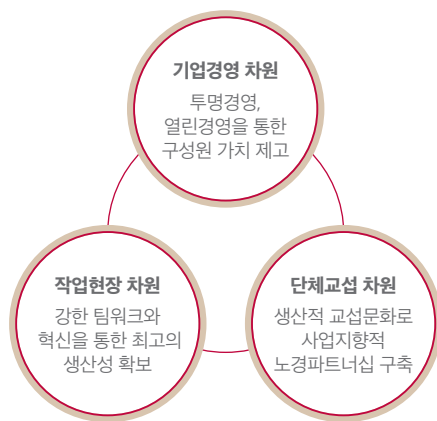 기업경영 차원
투명경영,
열린경영을 통한
구성원 가치 제고
작업현장 차원
강한 팀워크와
혁신을 통한 최고의
생산성 확보
단체교섭 차원
생산적 교섭문화로
사업지향적
노경파트너십 구축